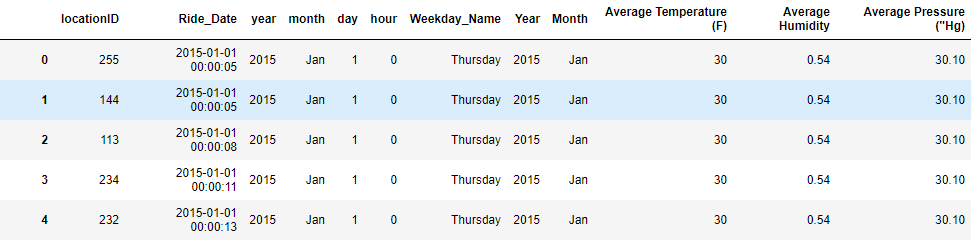 locationID Ride_Date year month day hour Weekday_Name Year Month Average Temperature (F) Average Humidity Average Pressure ("Hg)
0 255 2015-01-01 00:00:05 2015 Jan 1 0 Thursday 2015 Jan 30 0.54 30.10
1 144 2015-01-01 00:00:05 2015 Jan 1 0 Thursday 2015 Jan 30 0.54 30.10
2 113 2015-01-01 00:00:08 2015 Jan 1 0 Thursday 2015 Jan 30 0.54 30.10
3 234 2015-01-01 00:00:11 2015 Jan 1 0 Thursday 2015 Jan 30 0.54 30.10
4 232 2015-01-01 00:00:13 2015 Jan 1 0 Thursday 2015 Jan 30 0.54 30.10